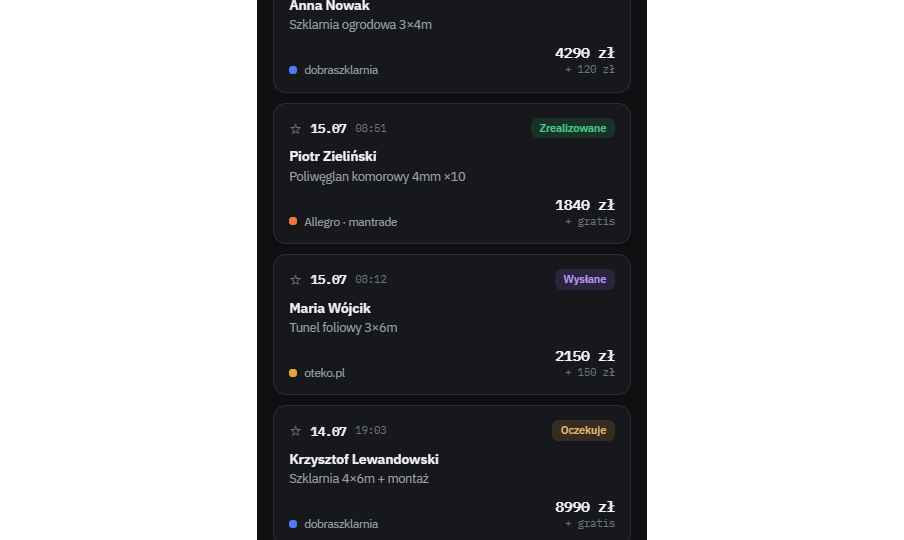 Anna Nowak
Szklarnia ogrodowa 3×4m
4290 zł
dobraszklarnia
+ 120 zł
☆ 15.07 08:51 Zrealizowane
Piotr Zieliński
Poliwęglan komorowy 4mm ×10
1840 zł
Allegro · mantrade
+ gratis
☆ 15.07 08:12 Wysłane
Maria Wójcik
Tunel foliowy 3×6m
2150 zł
oteko.pl
+ 150 zł
☆ 14.07 19:03 Oczekuje
Krzysztof Lewandowski
Szklarnia 4×6m + montaż
8990 zł
dobraszklarnia
+ gratis